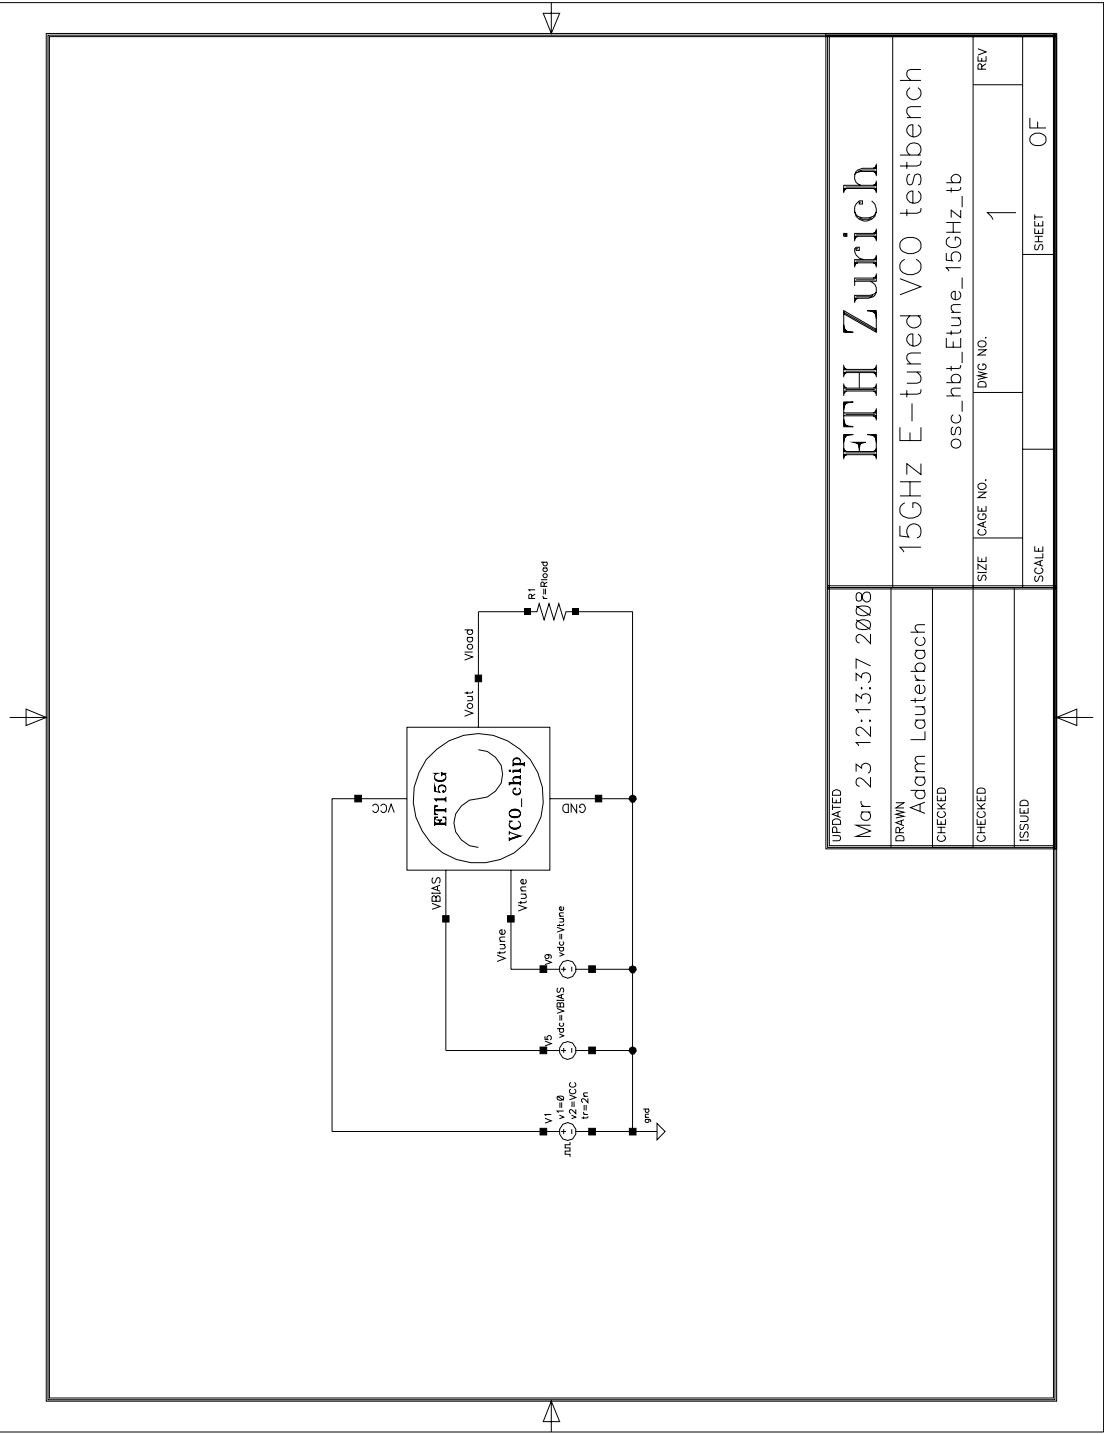 VCC
ET15G
VCO_chip
VBIAS
Vtune
Vtune
Vout
Vload
GND
R1
r=Rload
V1
v1=0
v2=VCC
tr=2n
V5
vdc=VBIAS
V9
vdc=Vtune
gnd
UPDATED
Mar 23 12:13:37 2008
DRAWN
Adam Lauterbach
CHECKED
CHECKED
ISSUED
ETH Zurich
15GHz E-tuned VCO testbench
osc_hbt_Etune_15GHz_tb
SIZE
CAGE NO.
DWG NO.
1
REV
SCALE
SHEET
OF